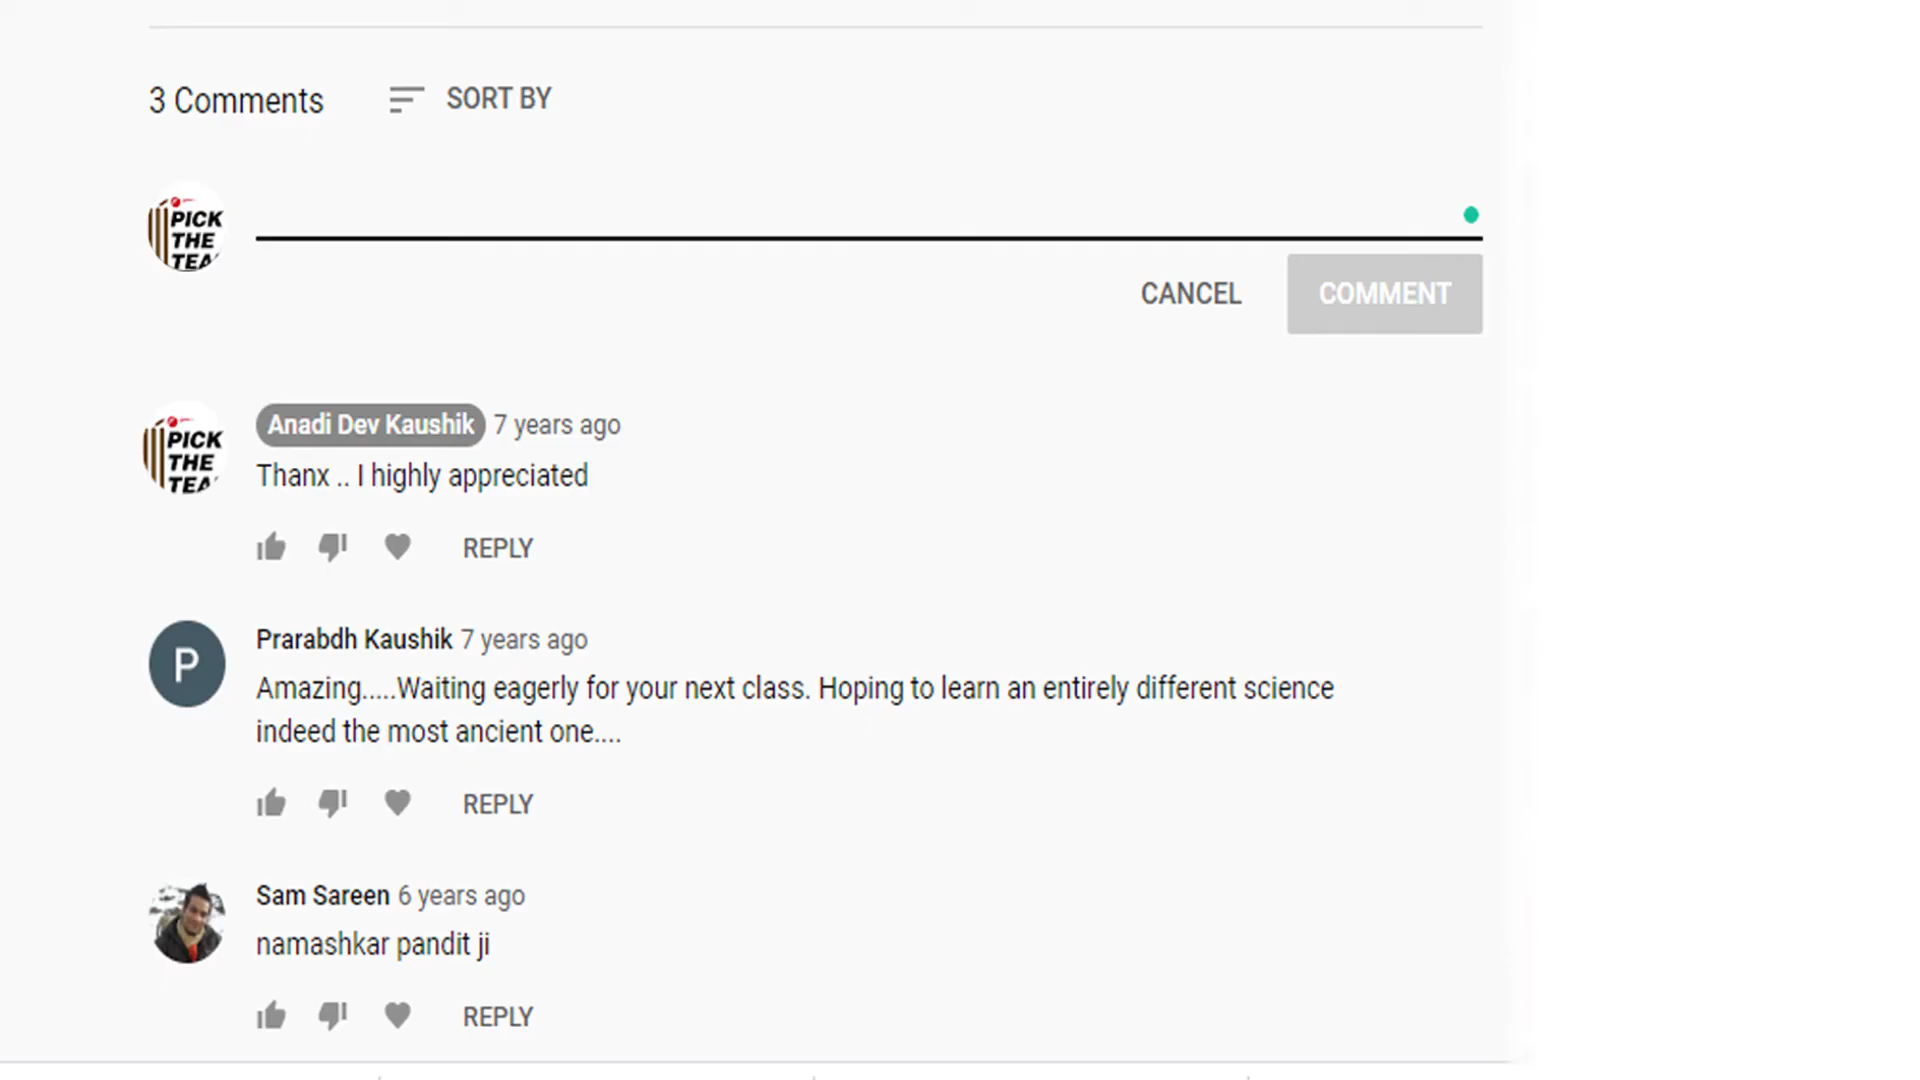 3 Comments SORT BY
PICK
THE
TEA
CANCEL COMMENT
PICK
THE
TEA
Anadi Dev Kaushik 7 years ago
Thanx .. I highly appreciated
REPLY
P
Prarabdh Kaushik 7 years ago
Amazing.....Waiting eagerly for your next class. Hoping to learn an entirely different science
indeed the most ancient one....
REPLY
Sam Sareen 6 years ago
namashkar pandit ji
REPLY